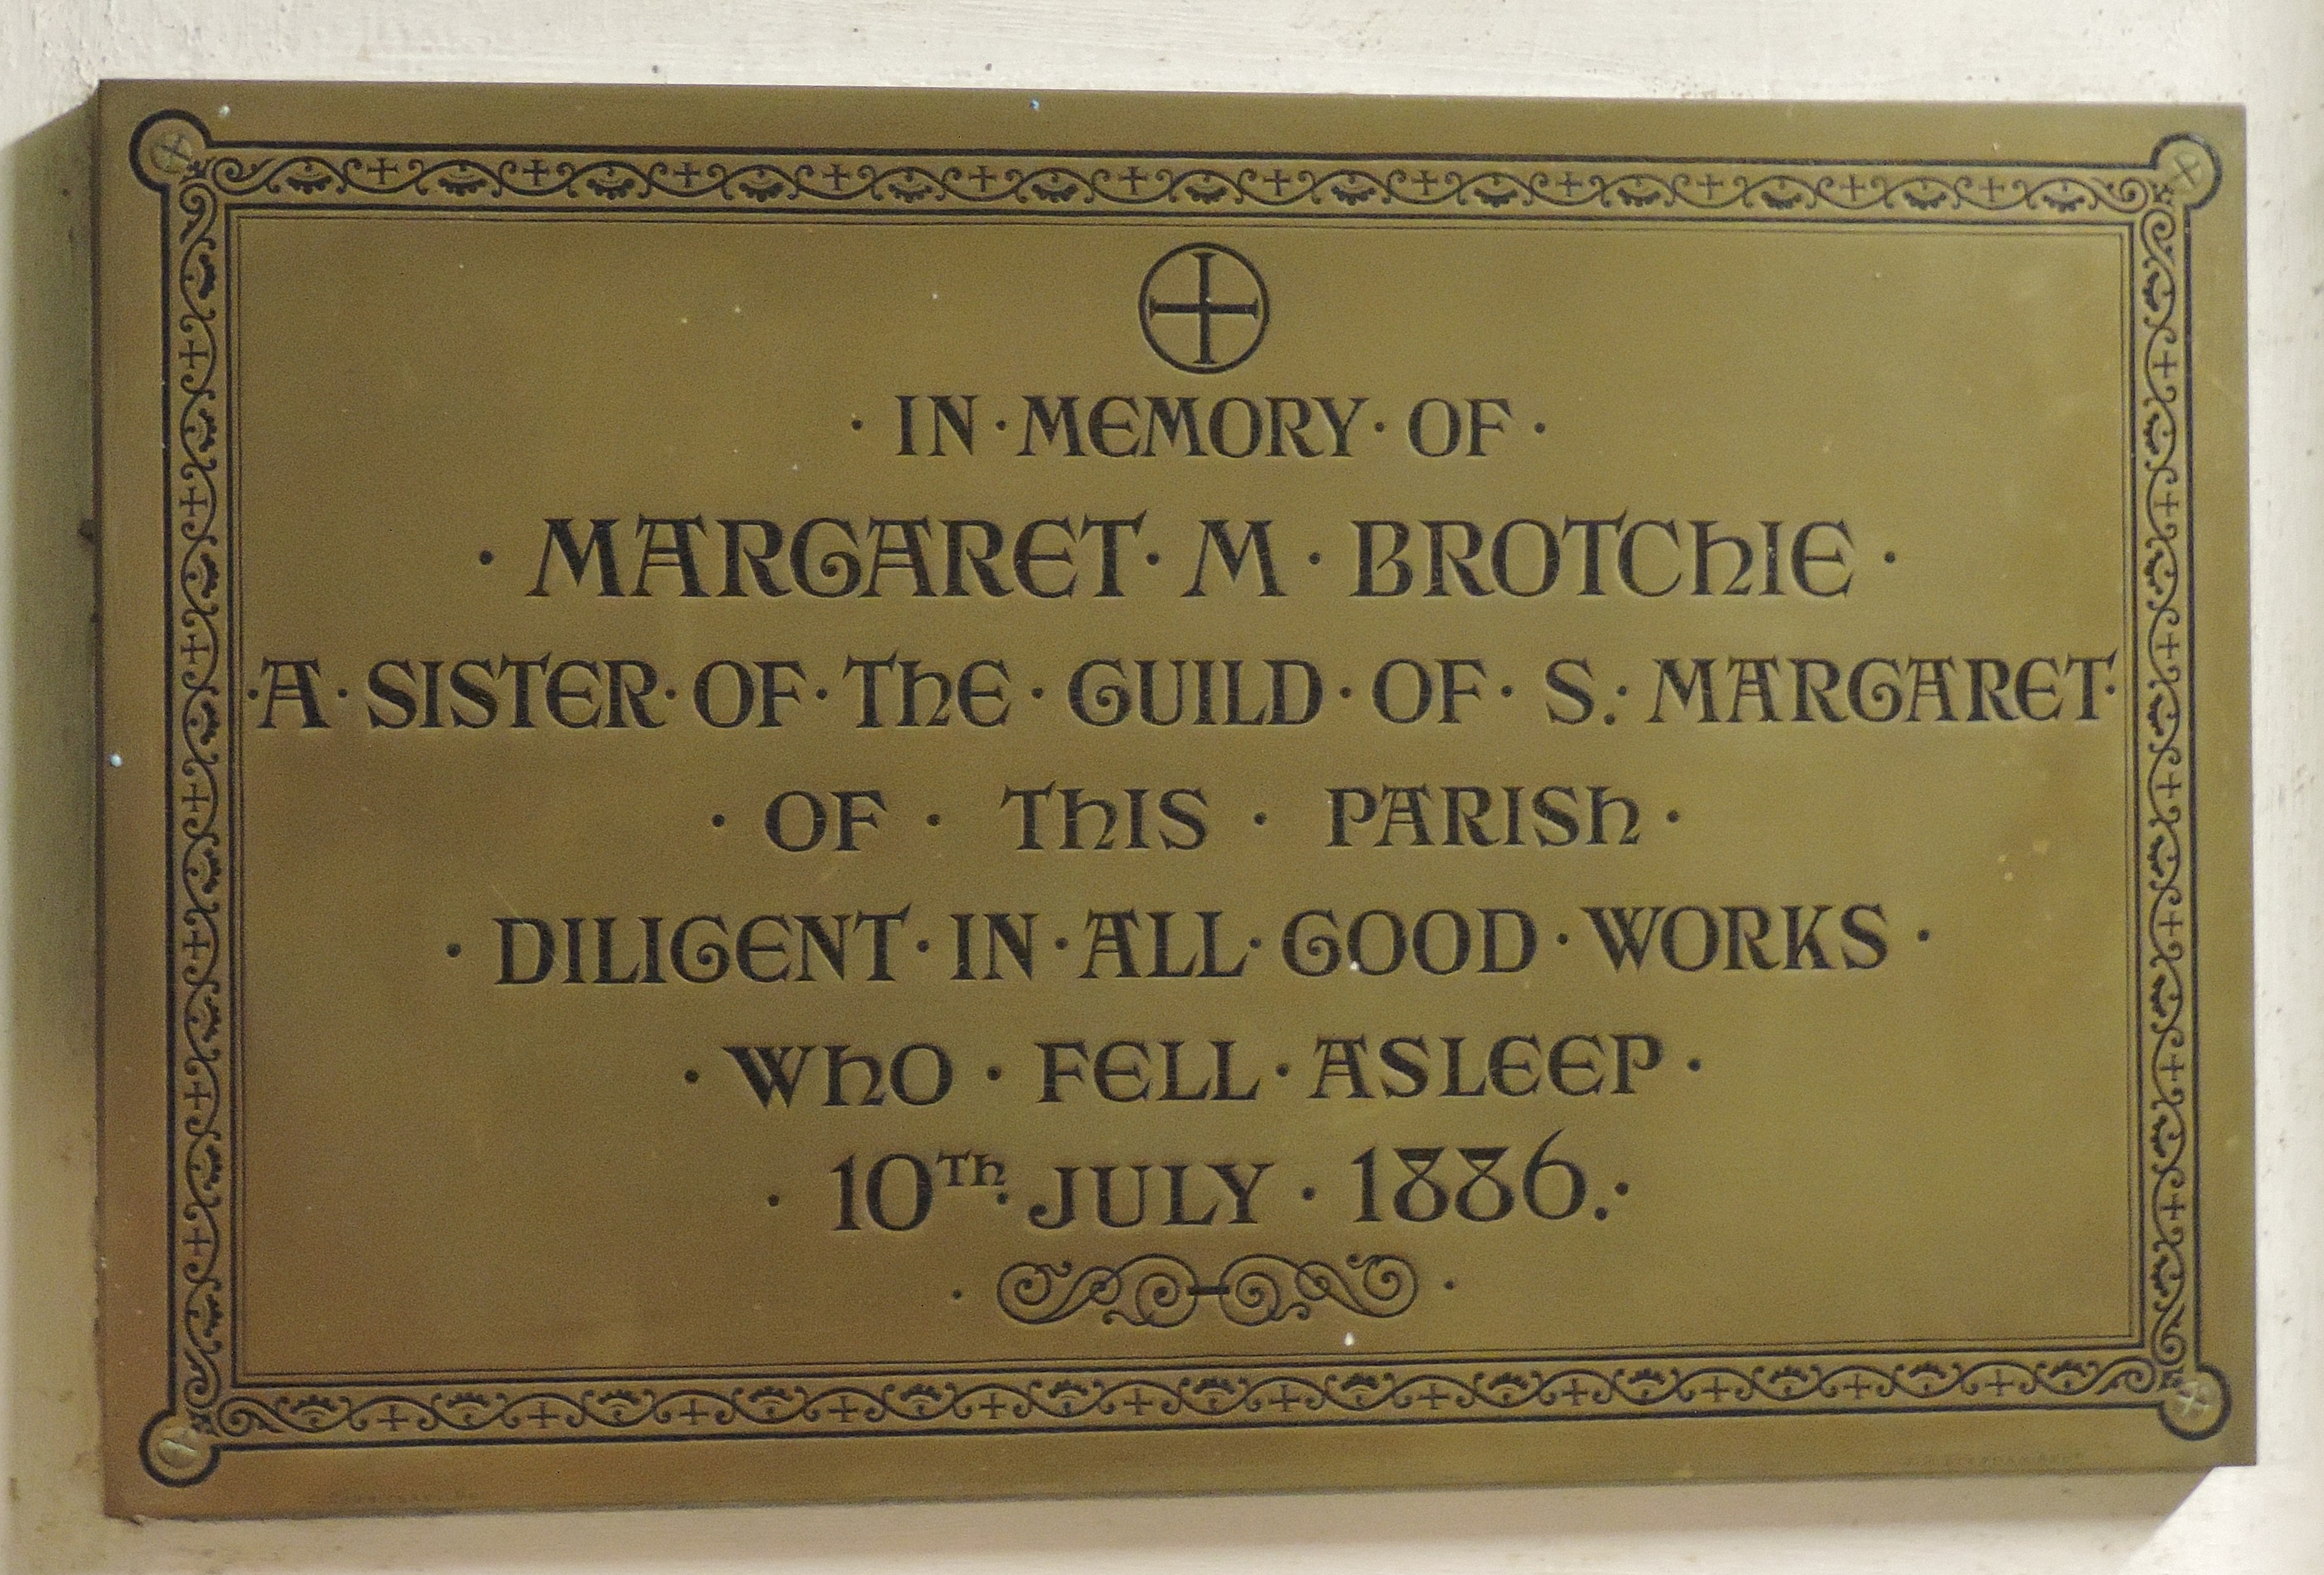 · IN · MEMORY · OF ·
· MARGARET · M · BROTCHIE ·
· A · SISTER · OF · THE · GUILD · OF · S: MARGARET ·
· OF · THIS · PARISH ·
· DILIGENT · IN · ALL · GOOD · WORKS ·
· WHO · FELL · ASLEEP ·
· 10TH · JULY · 1886. ·